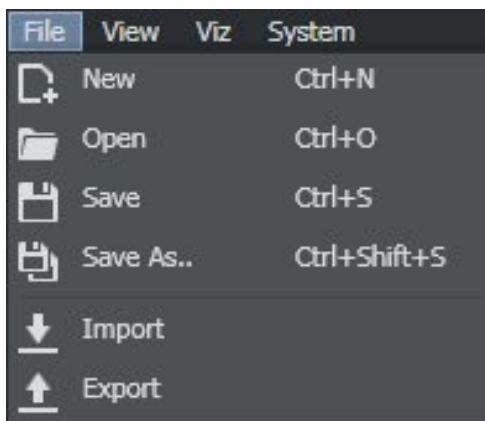 File View Viz System
New Ctrl+N
Open Ctrl+O
Save Ctrl+S
Save As.. Ctrl+Shift+S
Import
Export